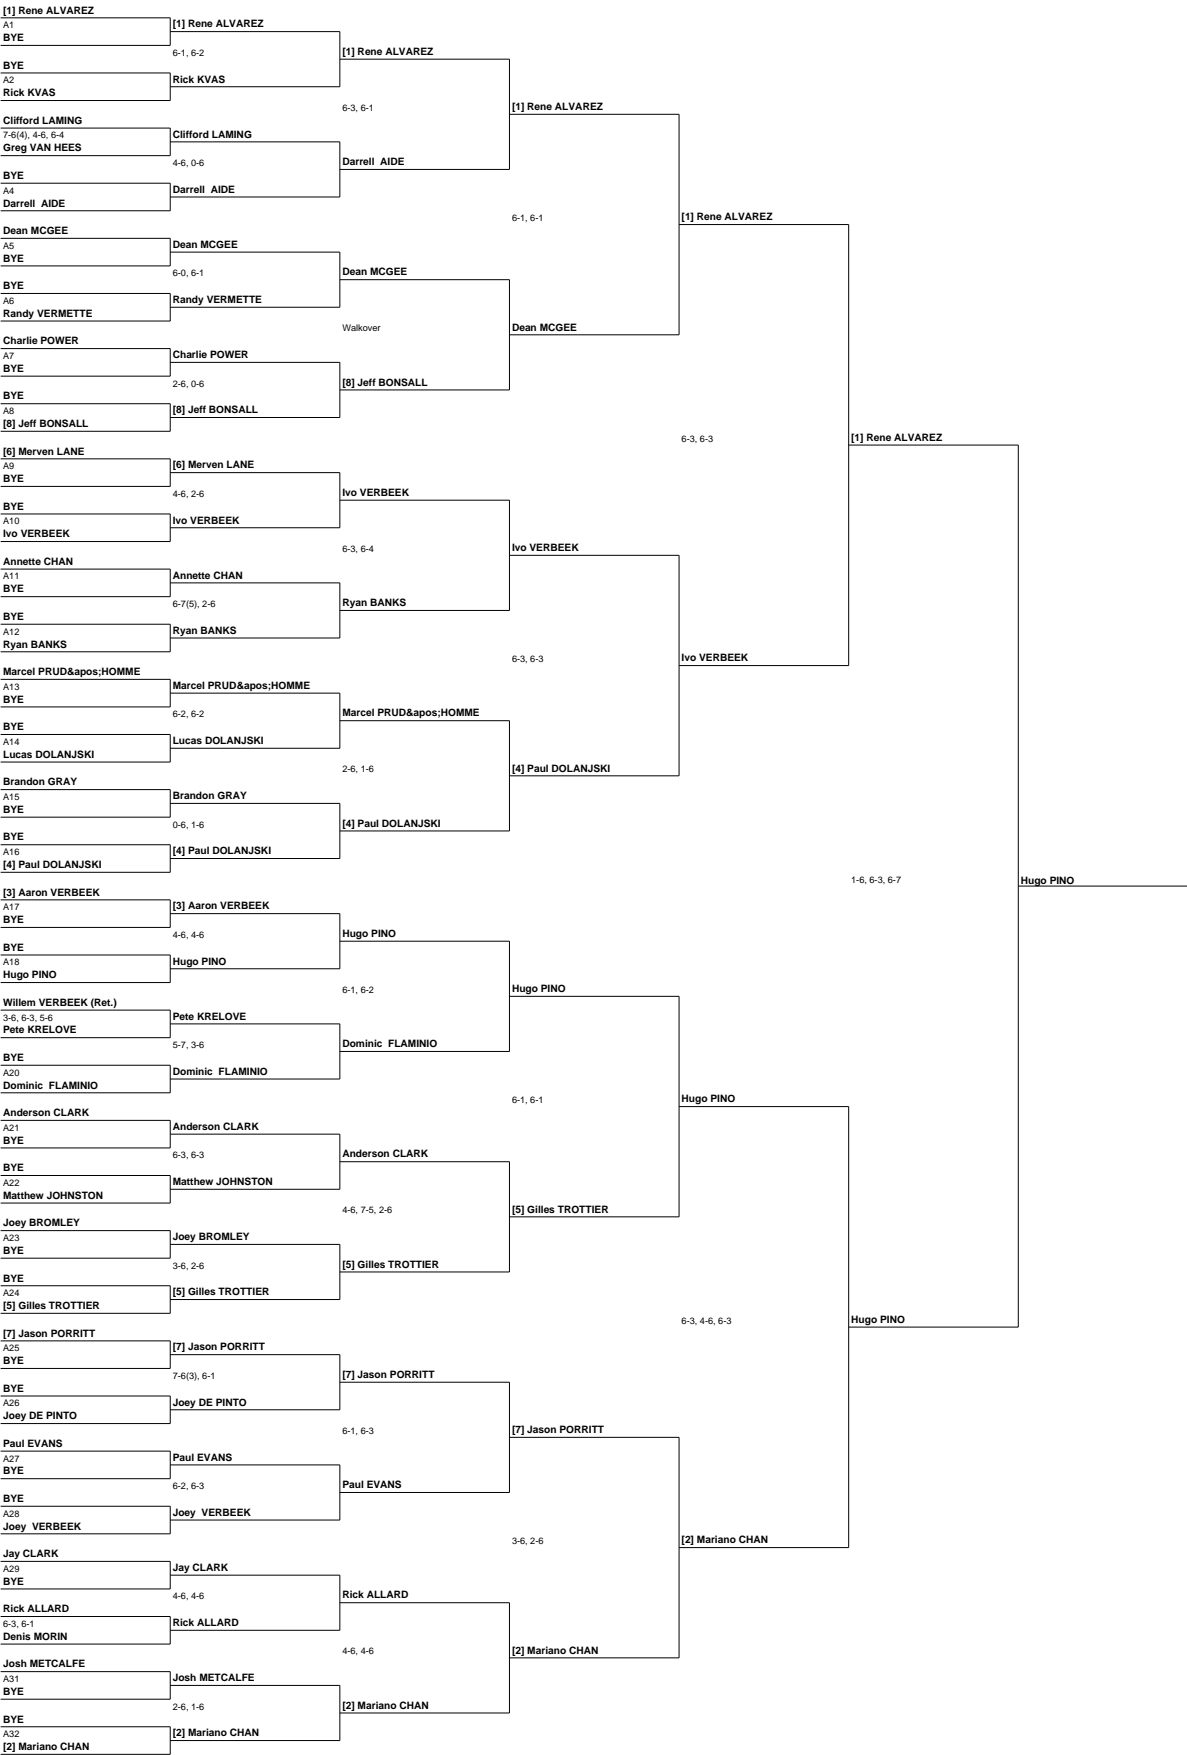 [1] Rene ALVAREZ
A1
BYE
BYE
A2
Rick KVAS
Clifford LAMING
7-6(4), 4-6, 6-4
Greg VAN HEES
BYE
A4
Darrell  AIDE
Dean MCGEE
A5
BYE
BYE
A6
Randy VERMETTE
Charlie POWER
A7
BYE
BYE
A8
[8] Jeff BONSALL
[6] Merven LANE
A9
BYE
BYE
A10
Ivo VERBEEK
Annette CHAN
A11
BYE
BYE
A12
Ryan BANKS
Marcel PRUD&apos;HOMME
A13
BYE
BYE
A14
Lucas DOLANJSKI
Brandon GRAY
A15
BYE
BYE
A16
[4] Paul DOLANJSKI
[3] Aaron VERBEEK
A17
BYE
BYE
A18
Hugo PINO
Willem VERBEEK (Ret.)
3-6, 6-3, 5-6
Pete KRELOVE
BYE
A20
Dominic  FLAMINIO
Anderson CLARK
A21
BYE
BYE
A22
Matthew JOHNSTON
Joey BROMLEY
A23
BYE
BYE
A24
[5] Gilles TROTTIER
[7] Jason PORRITT
A25
BYE
BYE
A26
Joey DE PINTO
Paul EVANS
A27
BYE
BYE
A28
Joey  VERBEEK
Jay CLARK
A29
BYE
Rick ALLARD
6-3, 6-1
Denis MORIN
Josh METCALFE
A31
BYE
BYE
A32
[2] Mariano CHAN
[1] Rene ALVAREZ
6-1, 6-2
Rick KVAS
Clifford LAMING
4-6, 0-6
Darrell  AIDE
Dean MCGEE
6-0, 6-1
Randy VERMETTE
Charlie POWER
2-6, 0-6
[8] Jeff BONSALL
[6] Merven LANE
4-6, 2-6
Ivo VERBEEK
Annette CHAN
6-7(5), 2-6
Ryan BANKS
Marcel PRUD&apos;HOMME
6-2, 6-2
Lucas DOLANJSKI
Brandon GRAY
0-6, 1-6
[4] Paul DOLANJSKI
[3] Aaron VERBEEK
4-6, 4-6
Hugo PINO
Pete KRELOVE
5-7, 3-6
Dominic  FLAMINIO
Anderson CLARK
6-3, 6-3
Matthew JOHNSTON
Joey BROMLEY
3-6, 2-6
[5] Gilles TROTTIER
[7] Jason PORRITT
7-6(3), 6-1
Joey DE PINTO
Paul EVANS
6-2, 6-3
Joey  VERBEEK
Jay CLARK
4-6, 4-6
Rick ALLARD
Josh METCALFE
2-6, 1-6
[2] Mariano CHAN
[1] Rene ALVAREZ
6-3, 6-1
Darrell  AIDE
Dean MCGEE
Walkover
[8] Jeff BONSALL
Ivo VERBEEK
6-3, 6-4
Ryan BANKS
Marcel PRUD&apos;HOMME
2-6, 1-6
[4] Paul DOLANJSKI
Hugo PINO
6-1, 6-2
Dominic  FLAMINIO
Anderson CLARK
4-6, 7-5, 2-6
[5] Gilles TROTTIER
[7] Jason PORRITT
6-1, 6-3
Paul EVANS
Rick ALLARD
4-6, 4-6
[2] Mariano CHAN
[1] Rene ALVAREZ
6-1, 6-1
Dean MCGEE
Ivo VERBEEK
6-3, 6-3
[4] Paul DOLANJSKI
Hugo PINO
6-1, 6-1
[5] Gilles TROTTIER
[7] Jason PORRITT
3-6, 2-6
[2] Mariano CHAN
[1] Rene ALVAREZ
6-3, 6-3
Ivo VERBEEK
Hugo PINO
6-3, 4-6, 6-3
[2] Mariano CHAN
[1] Rene ALVAREZ
1-6, 6-3, 6-7
Hugo PINO
Hugo PINO